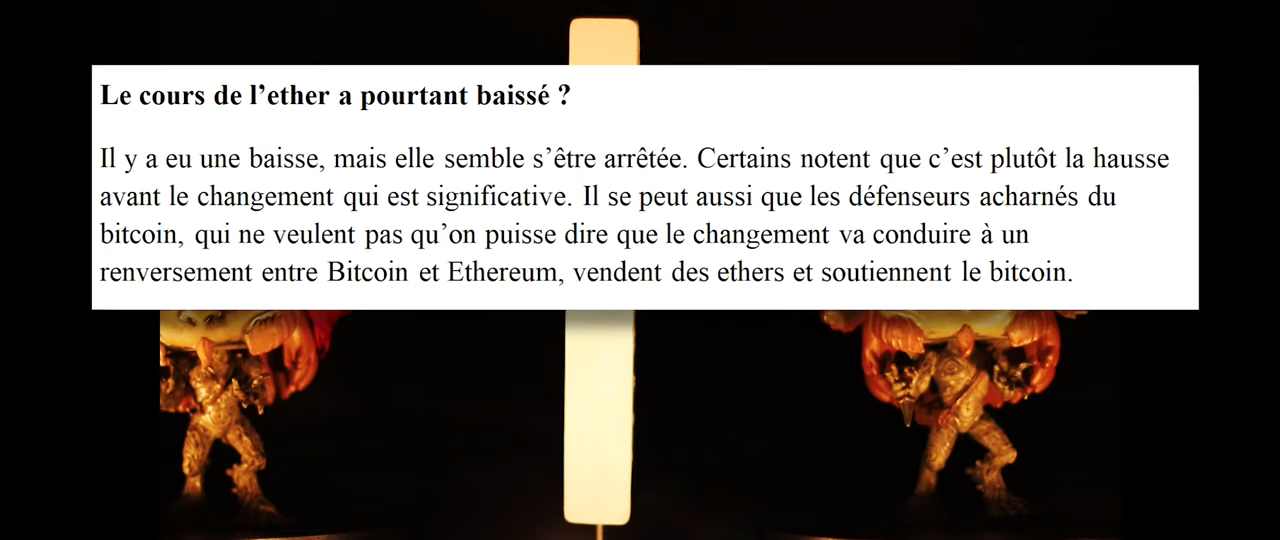 Le cours de l’ether a pourtant baissé ?
Il y a eu une baisse, mais elle semble s’être arrêtée. Certains notent que c’est plutôt la hausse
avant le changement qui est significative. Il se peut aussi que les défenseurs acharnés du
bitcoin, qui ne veulent pas qu’on puisse dire que le changement va conduire à un
renversement entre Bitcoin et Ethereum, vendent des ethers et soutiennent le bitcoin.